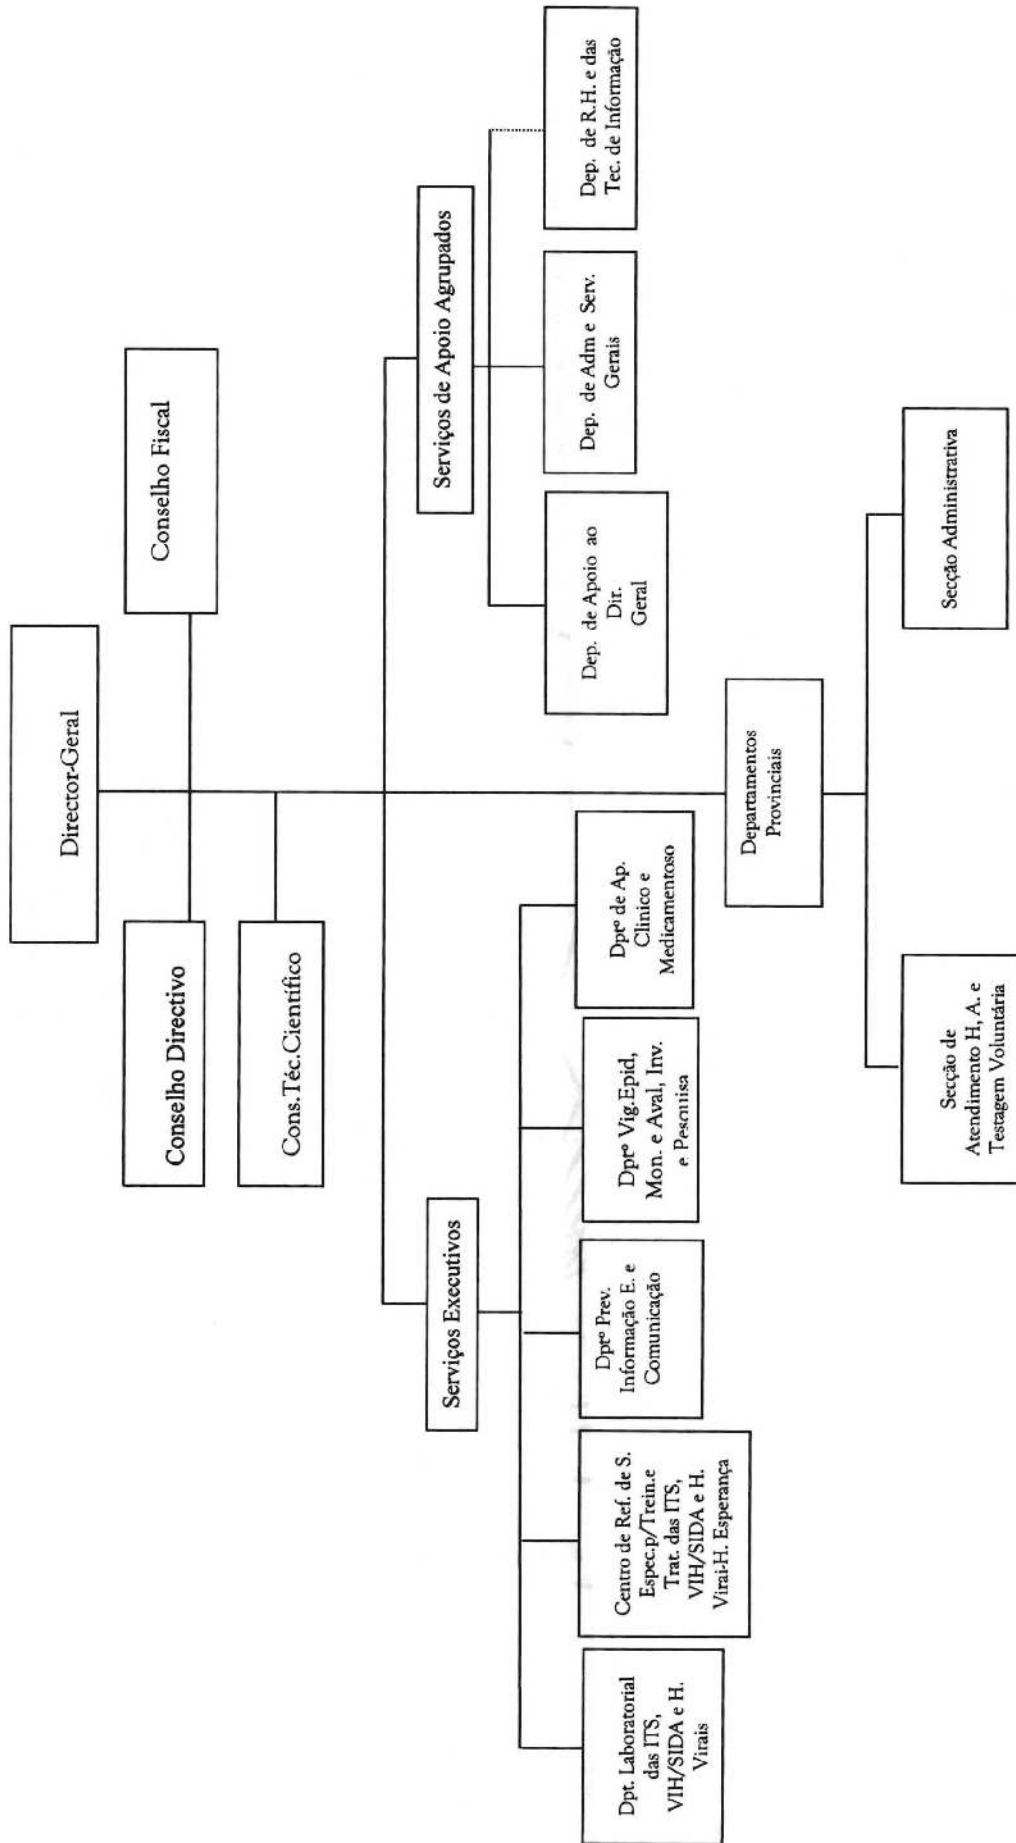 Director-Geral
Conselho Directivo
Conselho Fiscal
Cons.Téc.Científico
Serviços Executivos
Serviços de Apoio Agrupados
Dpt. Laboratorial
das ITS,
VIH/SIDA e H.
Virais
Centro de Ref. de S.
Espec.p/Trein.e
Trat. das ITS,
VIH/SIDA e H.
Virai-H. Esperança
Dptº Prev.
Informação E. e
Comunicação
Dptº Vig.Epid,
Mon. e Aval, Inv.
e Pesquisa
Dptº de Ap.
Clinico e
Medicamentoso
Dep. de Apoio ao
Dir.
Geral
Dep. de Adm e Serv.
Gerais
Dep. de R.H. e das
Tec. de Informação
Departamentos
Provinciais
Secção de
Atendimento H, A. e
Testagem Voluntária
Secção Administrativa